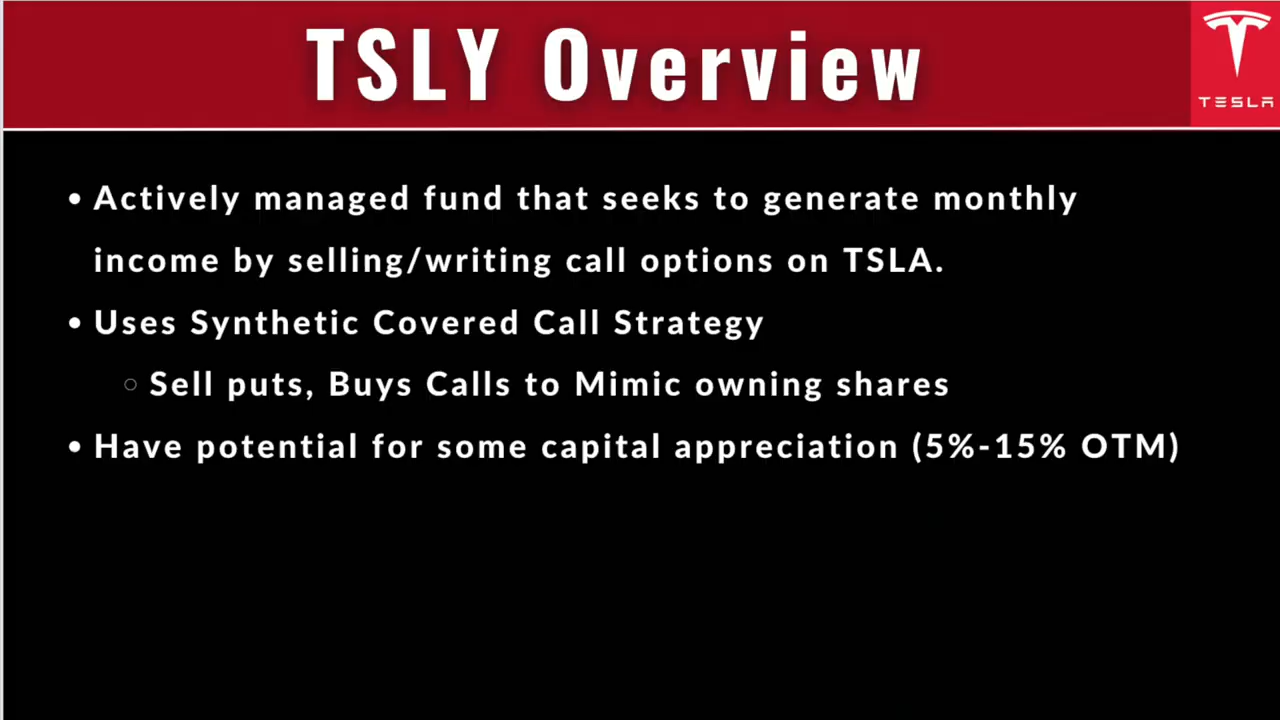 TSLY Overview
TESLA
• Actively managed fund that seeks to generate monthly
income by selling/writing call options on TSLA.
• Uses Synthetic Covered Call Strategy
○ Sell puts, Buys Calls to Mimic owning shares
• Have potential for some capital appreciation (5%-15% OTM)